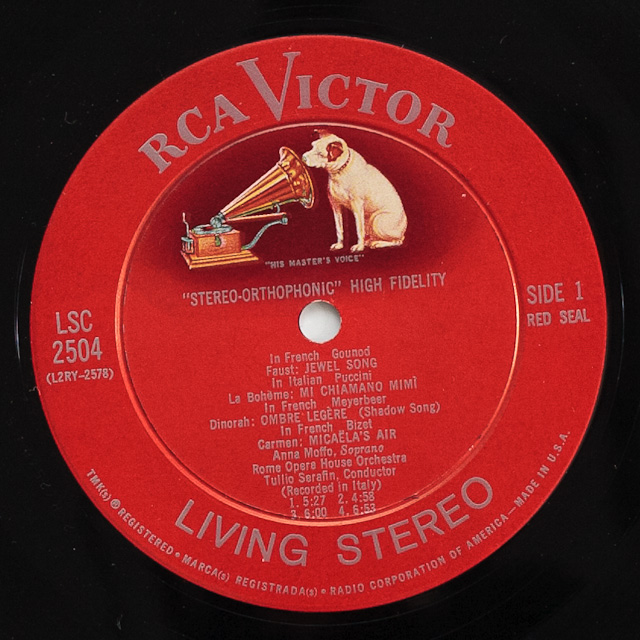 RCA VICTOR
"HIS MASTER'S VOICE"
"STEREO-ORTHOPHONIC" HIGH FIDELITY
LSC
2504
(L2RY-2578)
SIDE 1
RED SEAL
In French Gounod
Faust: JEWEL SONG
In Italian Puccini
La Bohème: MI CHIAMANO MIMÌ
In French Meyerbeer
Dinorah: OMBRE LÉGÈRE (Shadow Song)
In French Bizet
Carmen: MICAËLA'S AIR
Anna Moffo, Soprano
Rome Opera House Orchestra
Tullio Serafin, Conductor
(Recorded in Italy)
1. 5:27 2. 4:58
3. 6:00 4. 6:53
LIVING STEREO
TMK(s) ® REGISTERED • MARCA(s) REGISTRADA(s) • RADIO CORPORATION OF AMERICA—MADE IN U.S.A.